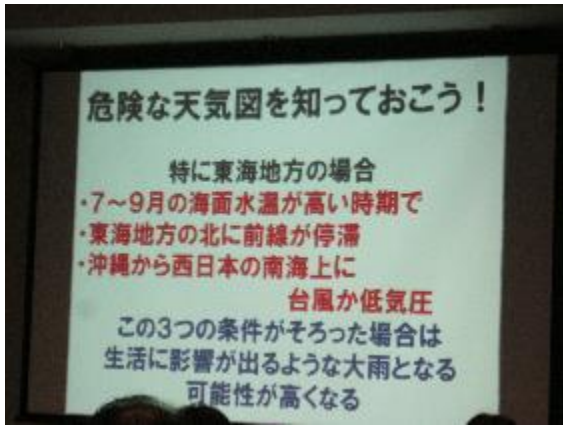 危険な天気図を知っておこう！
特に東海地方の場合
・7～9月の海面水温が高い時期で
・東海地方の北に前線が停滞
・沖縄から西日本の南海上に
台風か低気圧
この3つの条件がそろった場合は
生活に影響が出るような大雨となる
可能性が高くなる